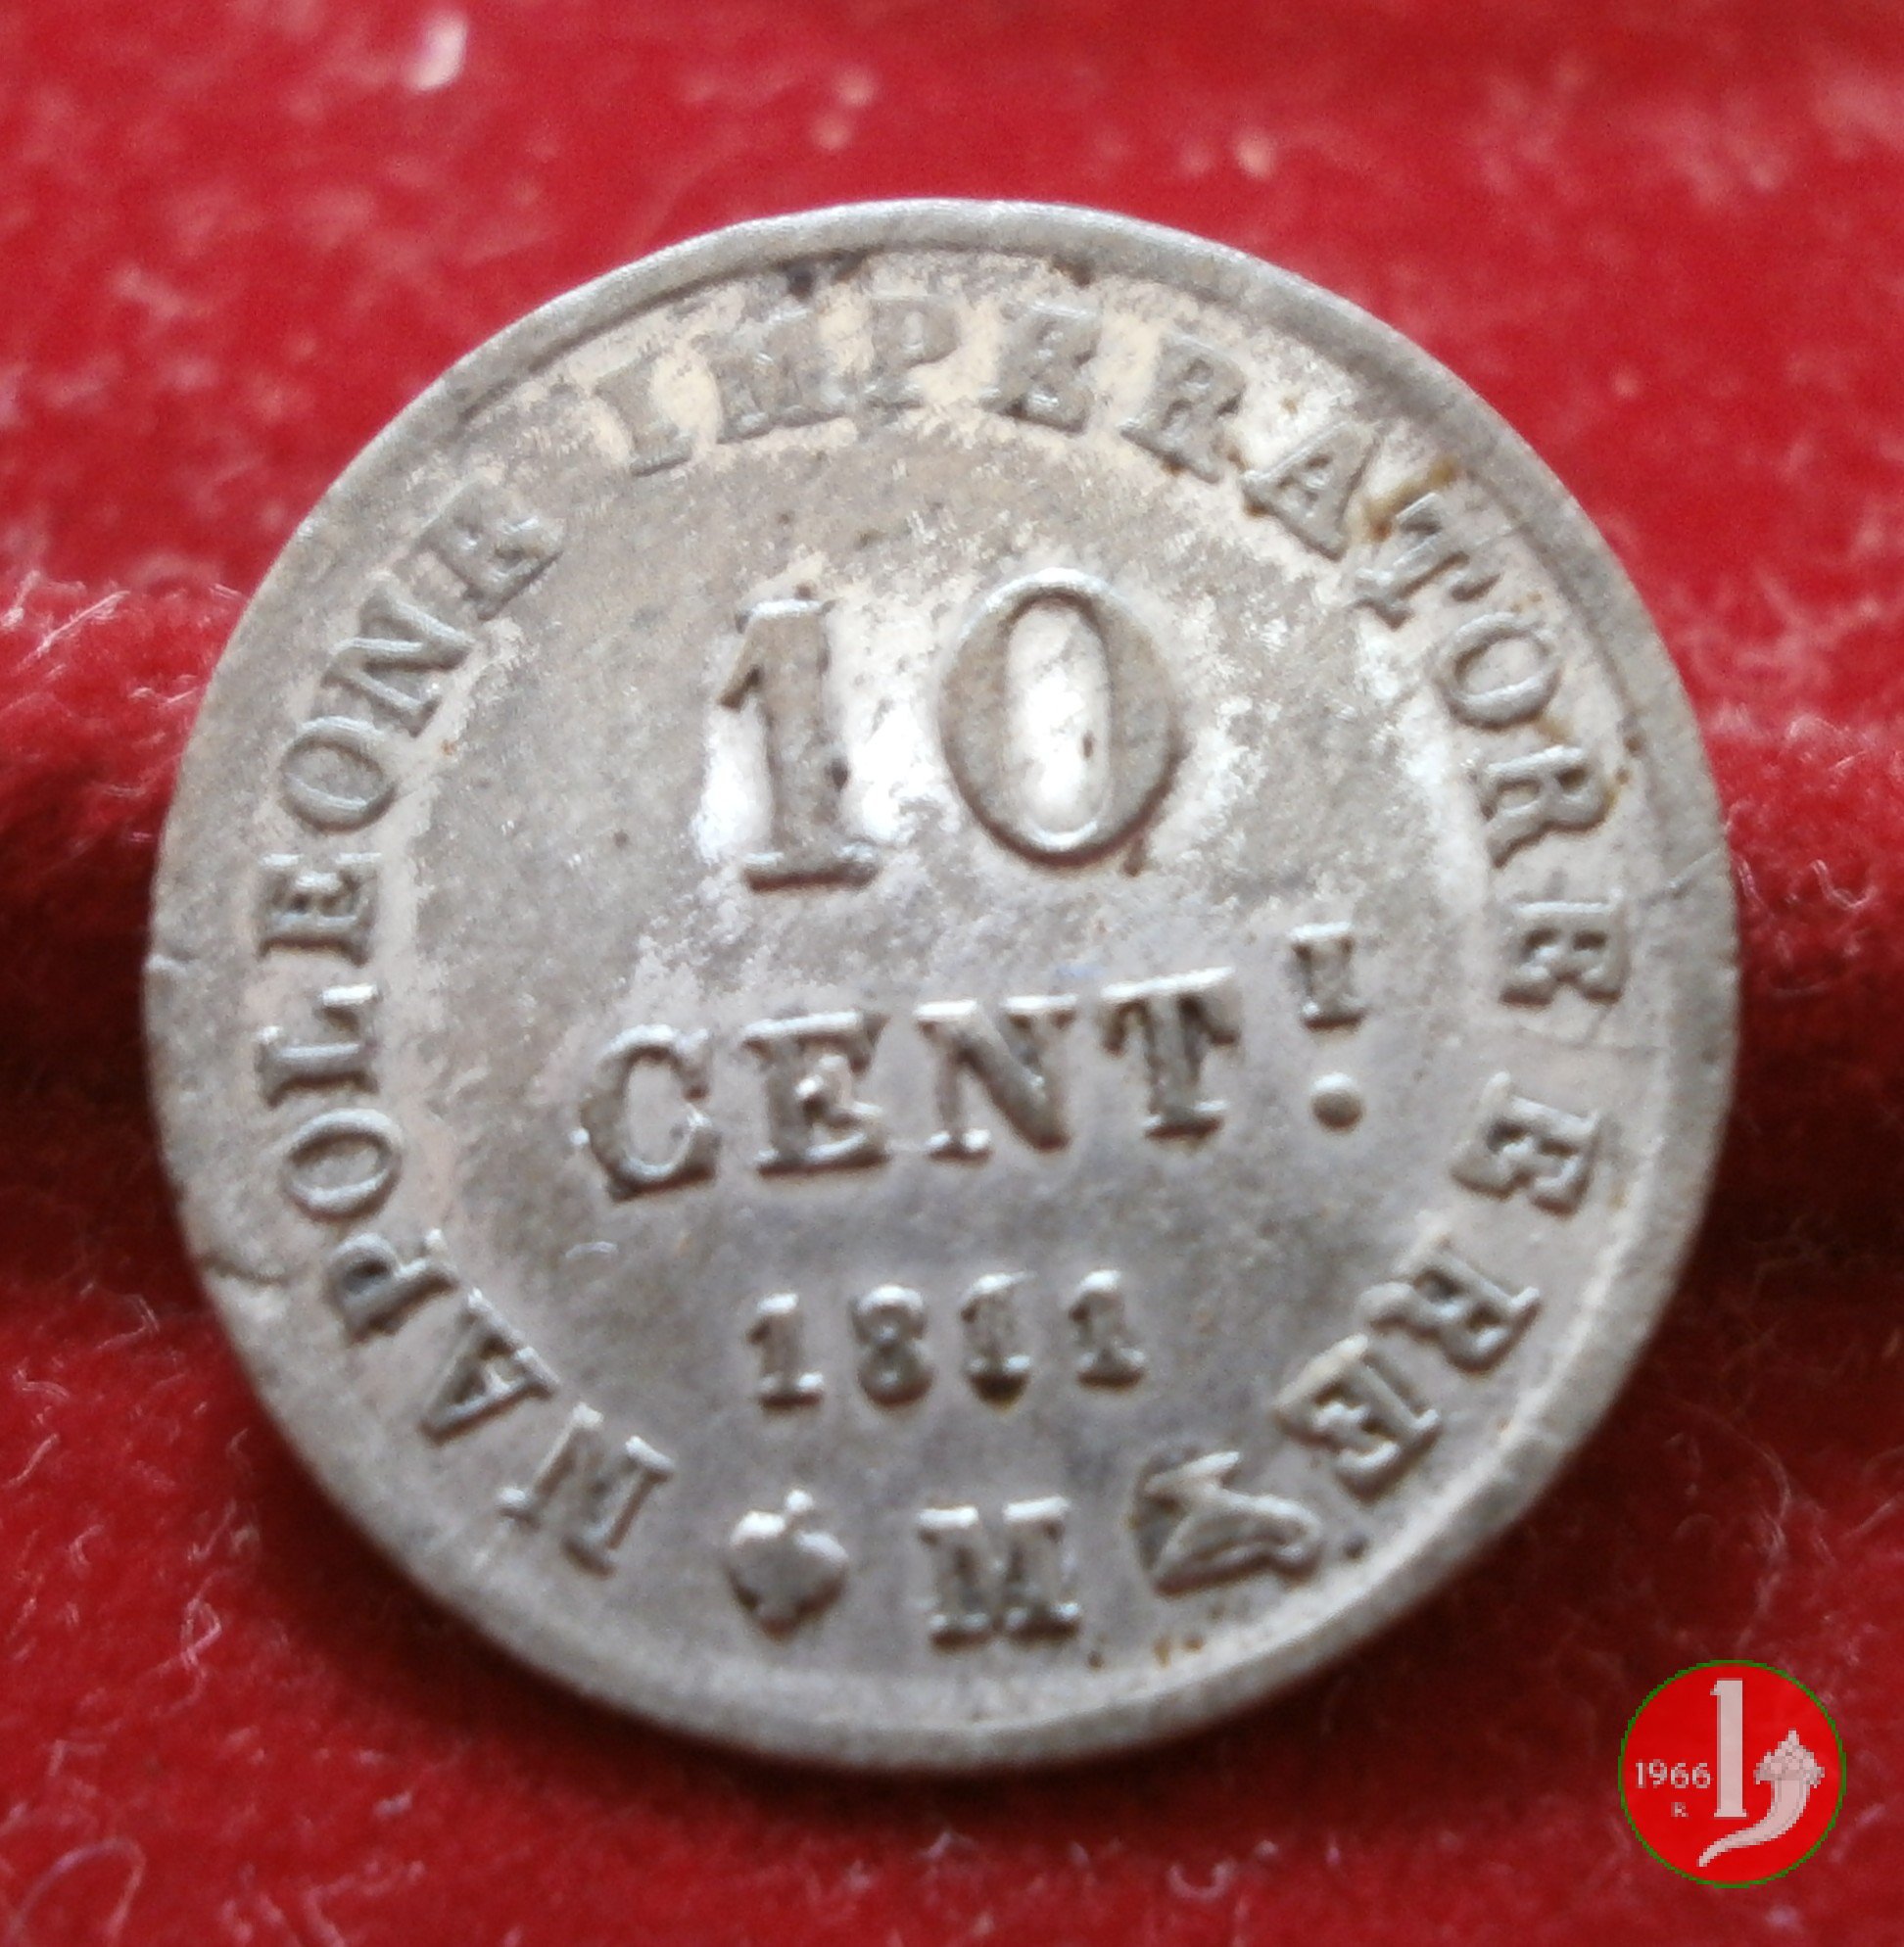 NAPOLEONE IMPERATORE E RE
10
CENT.I
1811
M
1966
R